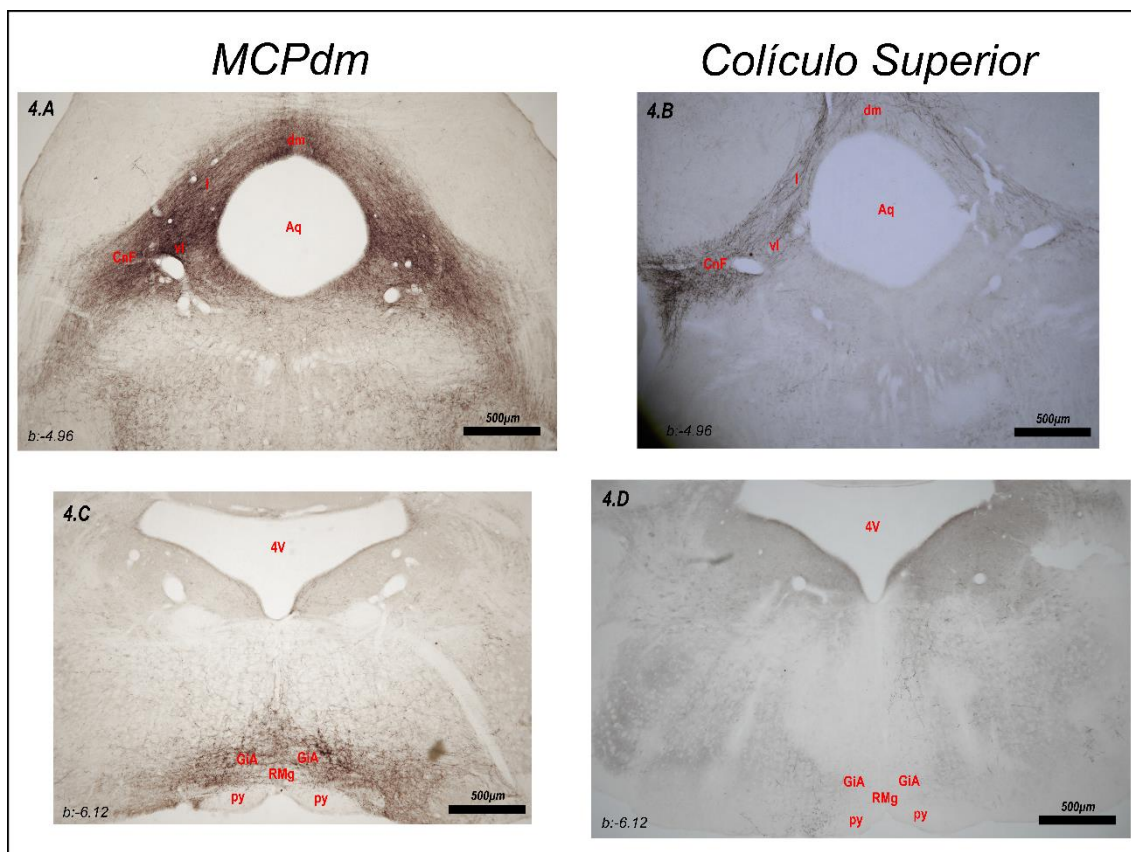 MCPdm
Colículo Superior
4.A
dm
l
vl
CnF
Aq
b:-4.96
500µm
4.B
dm
l
vl
CnF
Aq
b:-4.96
500µm
4.C
4V
GiA GiA
RMg
py py
b:-6.12
500µm
4.D
4V
GiA GiA
RMg
py py
b:-6.12
500µm